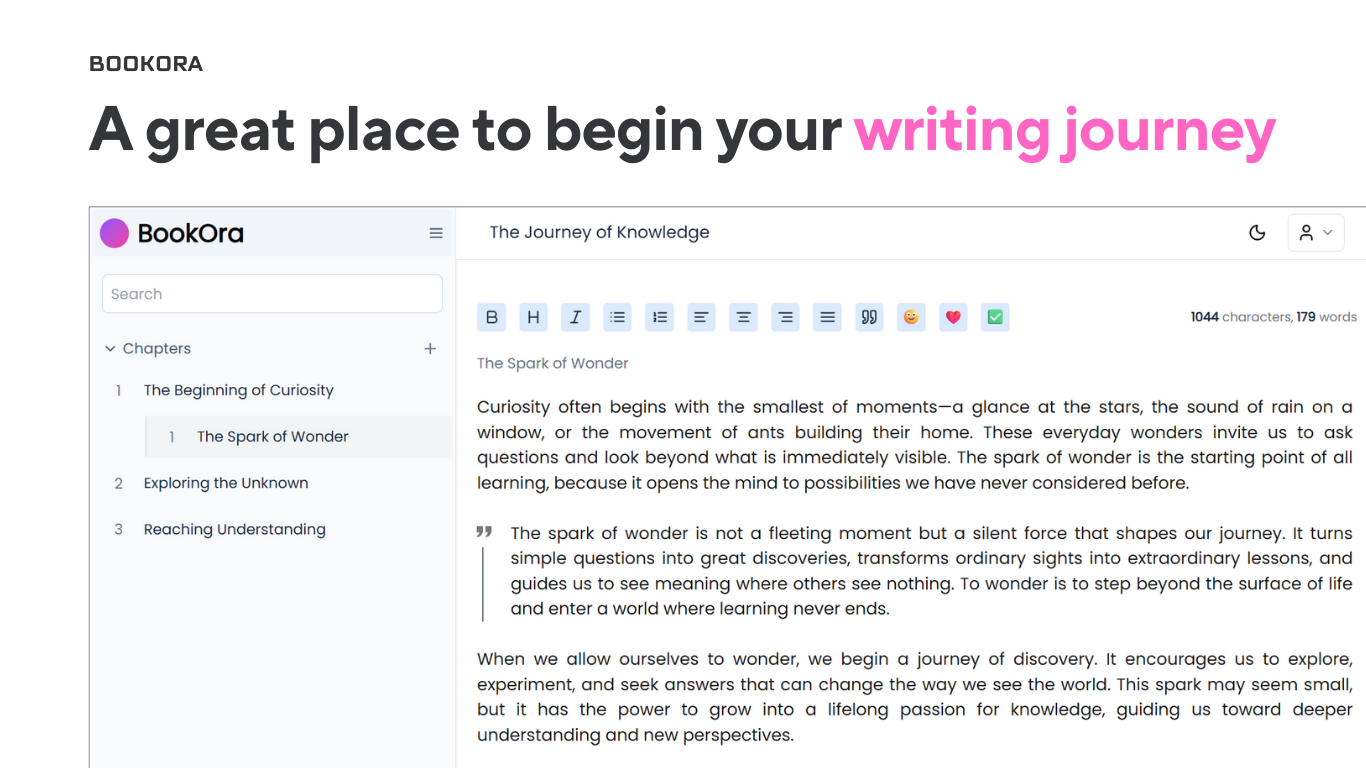 BOOKORA
A great place to begin your writing journey
BookOra
Search
Chapters
1 The Beginning of Curiosity
1 The Spark of Wonder
2 Exploring the Unknown
3 Reaching Understanding
The Journey of Knowledge
B H I
1044 characters, 179 words
The Spark of Wonder
Curiosity often begins with the smallest of moments—a glance at the stars, the sound of rain on a
window, or the movement of ants building their home. These everyday wonders invite us to ask
questions and look beyond what is immediately visible. The spark of wonder is the starting point of all
learning, because it opens the mind to possibilities we have never considered before.
The spark of wonder is not a fleeting moment but a silent force that shapes our journey. It turns
simple questions into great discoveries, transforms ordinary sights into extraordinary lessons, and
guides us to see meaning where others see nothing. To wonder is to step beyond the surface of life
and enter a world where learning never ends.
When we allow ourselves to wonder, we begin a journey of discovery. It encourages us to explore,
experiment, and seek answers that can change the way we see the world. This spark may seem small,
but it has the power to grow into a lifelong passion for knowledge, guiding us toward deeper
understanding and new perspectives.